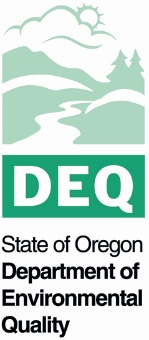 DEQ
State of Oregon
Department of
Environmental
Quality